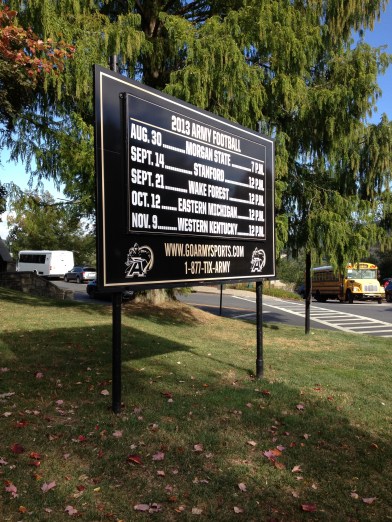 2013 ARMY FOOTBALL
AUG. 30 ........ MORGAN STATE ........ 7 P.M.
SEPT. 14 ........ STANFORD ........ 12 P.M.
SEPT. 21 ........ WAKE FOREST ........ 12 P.M.
OCT. 12 ..... EASTERN MICHIGAN ..... 12 P.M.
NOV. 9 ..... WESTERN KENTUCKY ..... 12 P.M.
WWW.GOARMYSPORTS.COM
1-877-TIX-ARMY